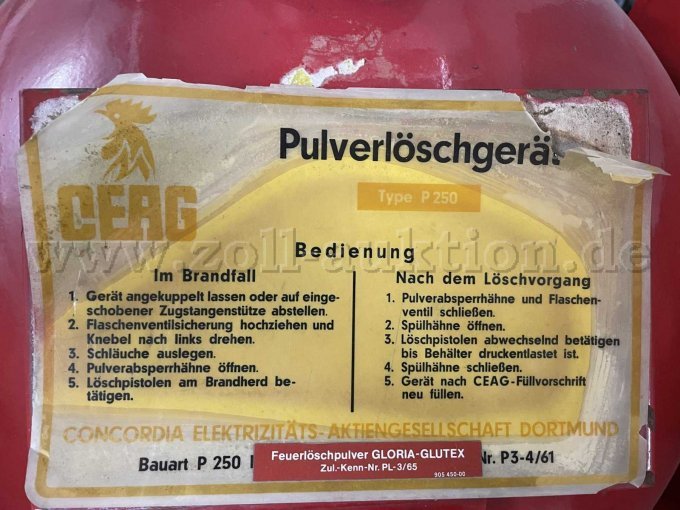 CEAG
Pulverlöschgerä
Type P 250
www.zoll-auktion.de
Bedienung
Im Brandfall
1. Gerät angekuppelt lassen oder auf einge-
schobener Zugstangenstütze abstellen.
2. Flaschenventilsicherung hochziehen und
Knebel nach links drehen.
3. Schläuche auslegen.
4. Pulverabsperrhähne öffnen.
5. Löschpistolen am Brandherd be-
tätigen.
Nach dem Löschvorgang
1. Pulverabsperrhähne und Flaschen-
ventil schließen.
2. Spülhähne öffnen.
3. Löschpistolen abwechselnd betätigen
bis Behälter druckentlastet ist.
4. Spülhähne schließen.
5. Gerät nach CEAG-Füllvorschrift
neu füllen.
CONCORDIA ELEKTRIZITÄTS-AKTIENGESELLSCHAFT DORTMUND
Bauart P 250
Nr. P3-4/61
Feuerlöschpulver GLORIA-GLUTEX
Zul.-Kenn-Nr. PL-3/65
905 450-00